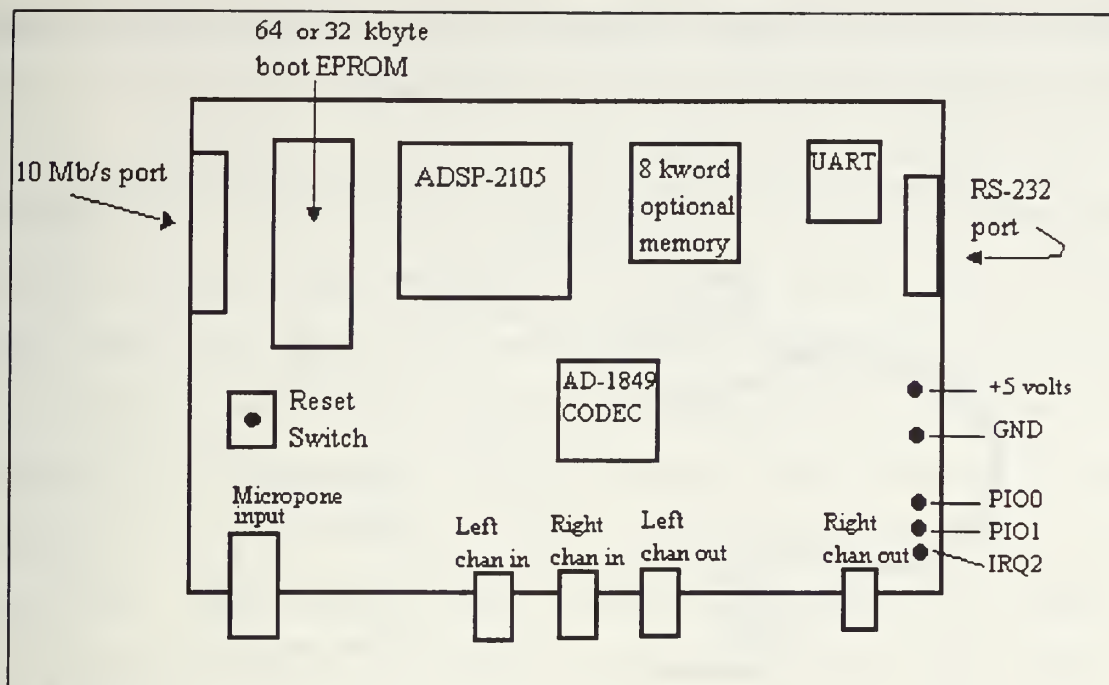 64 or 32 kbyte
boot EPROM
10 Mb/s port
ADSP-2105
8 kword
optional
memory
UART
RS-232
port
AD-1849
CODEC
+5 volts
GND
Reset
Switch
PIO0
PIO1
IRQ2
Micropone
input
Left
chan in
Right
chan in
Left
chan out
Right
chan out